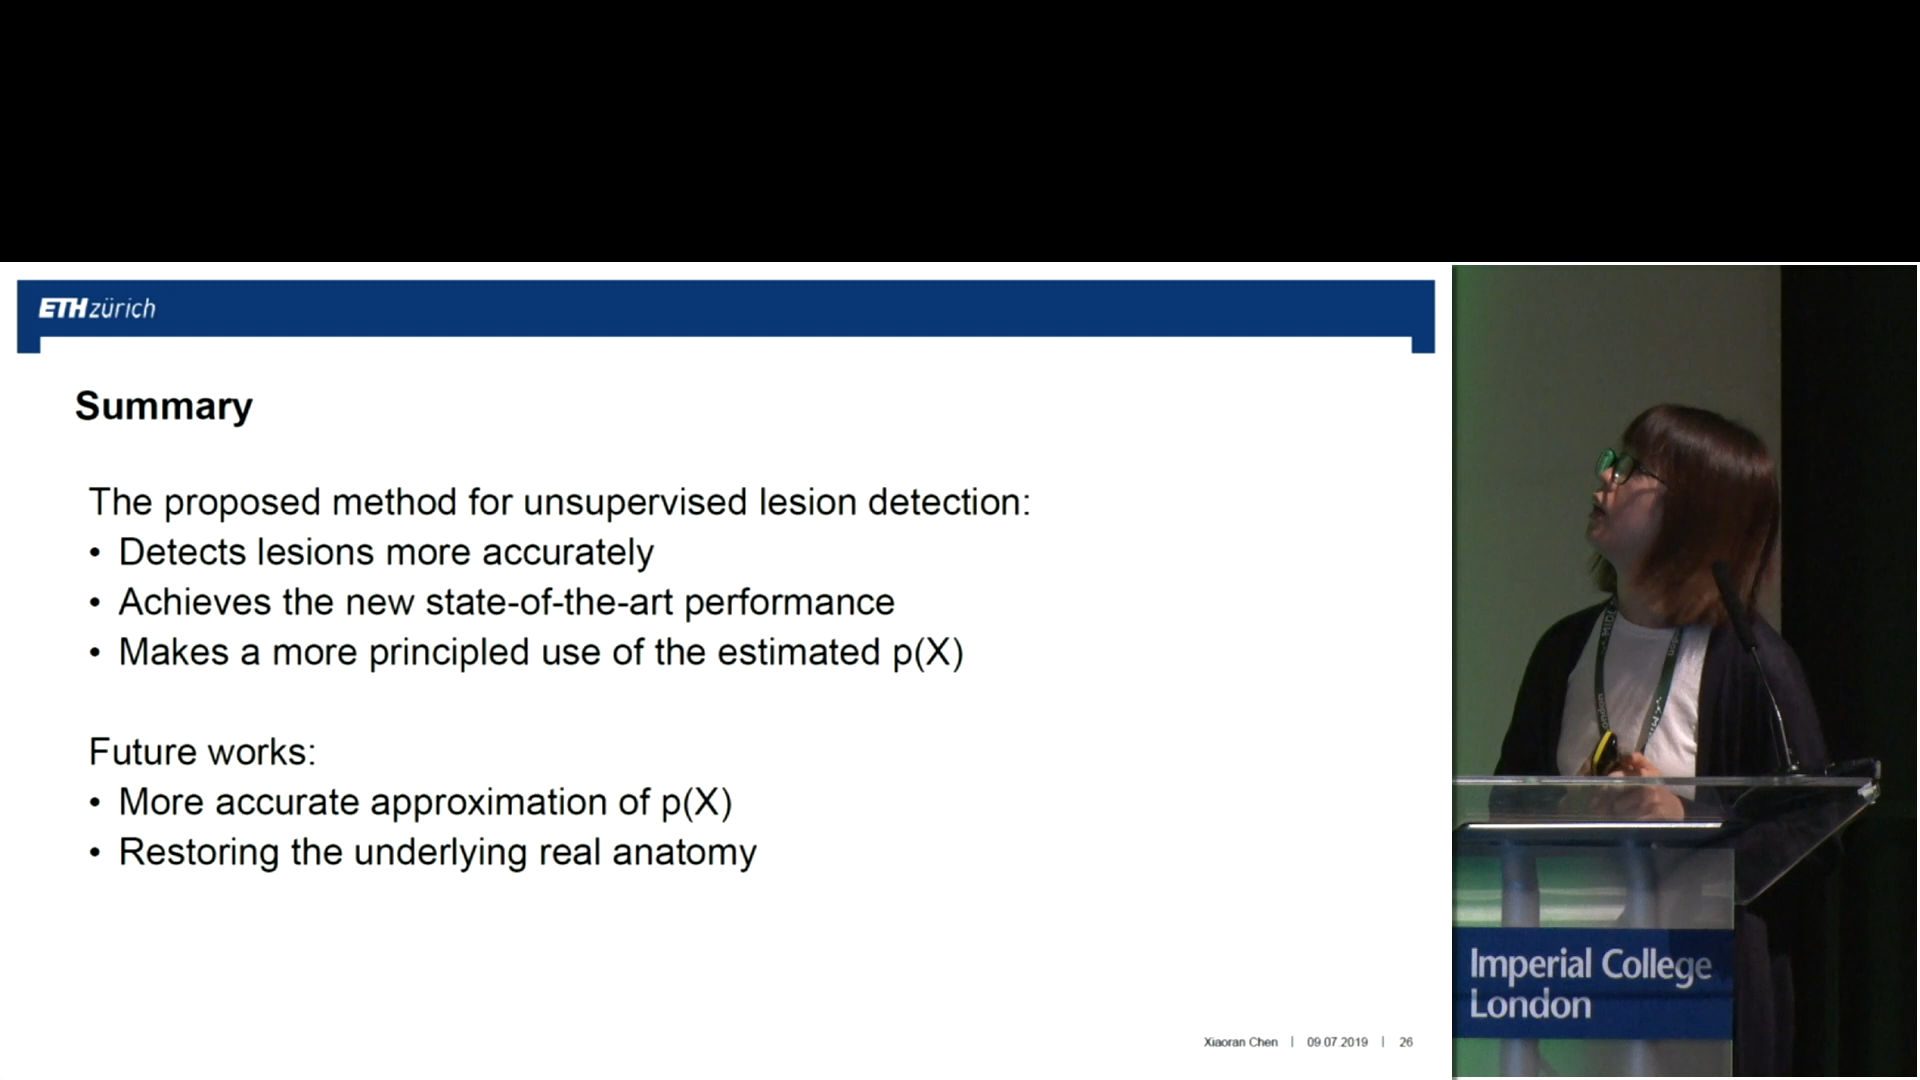 ETHzürich
Summary
The proposed method for unsupervised lesion detection:
• Detects lesions more accurately
• Achieves the new state-of-the-art performance
• Makes a more principled use of the estimated p(X)
Future works:
• More accurate approximation of p(X)
• Restoring the underlying real anatomy
Xiaoran Chen | 09.07.2019 | 26
Imperial College
London